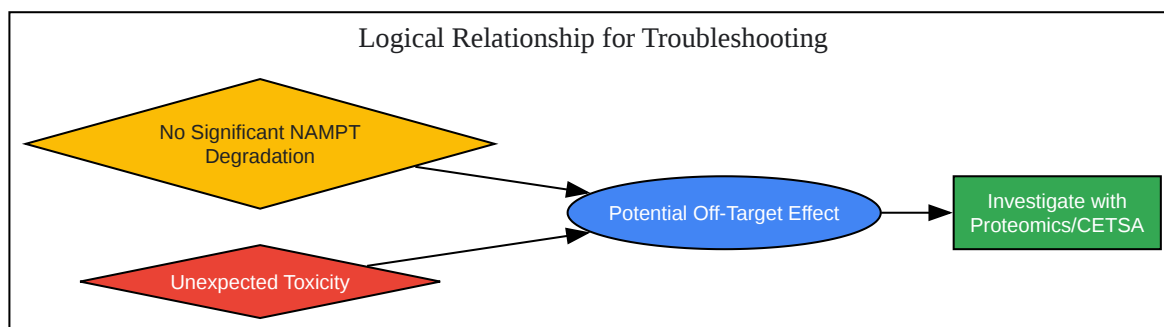 Logical Relationship for Troubleshooting
No Significant NAMPT
Degradation
Unexpected Toxicity
Potential Off-Target Effect
Investigate with
Proteomics/CETSA